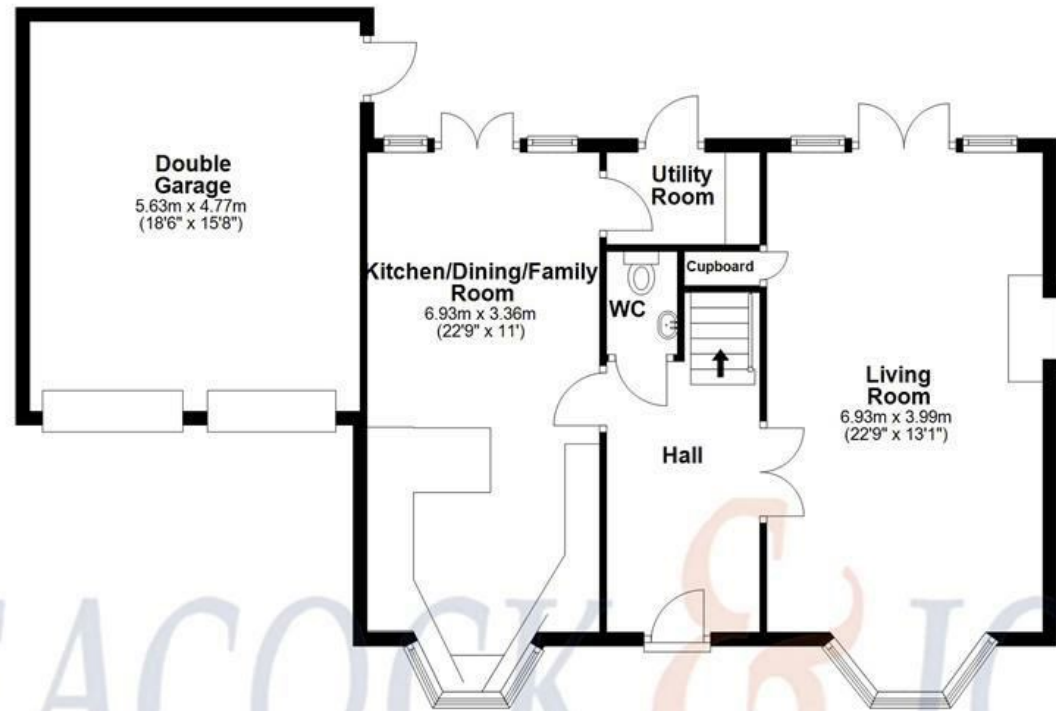 Double
Garage
5.63m x 4.77m
(18'6" x 15'8")
Kitchen/Dining/Family
Room
6.93m x 3.36m
(22'9" x 11')
Utility
Room
Cupboard
WC
Hall
Living
Room
6.93m x 3.99m
(22'9" x 13'1")
ACOCK &